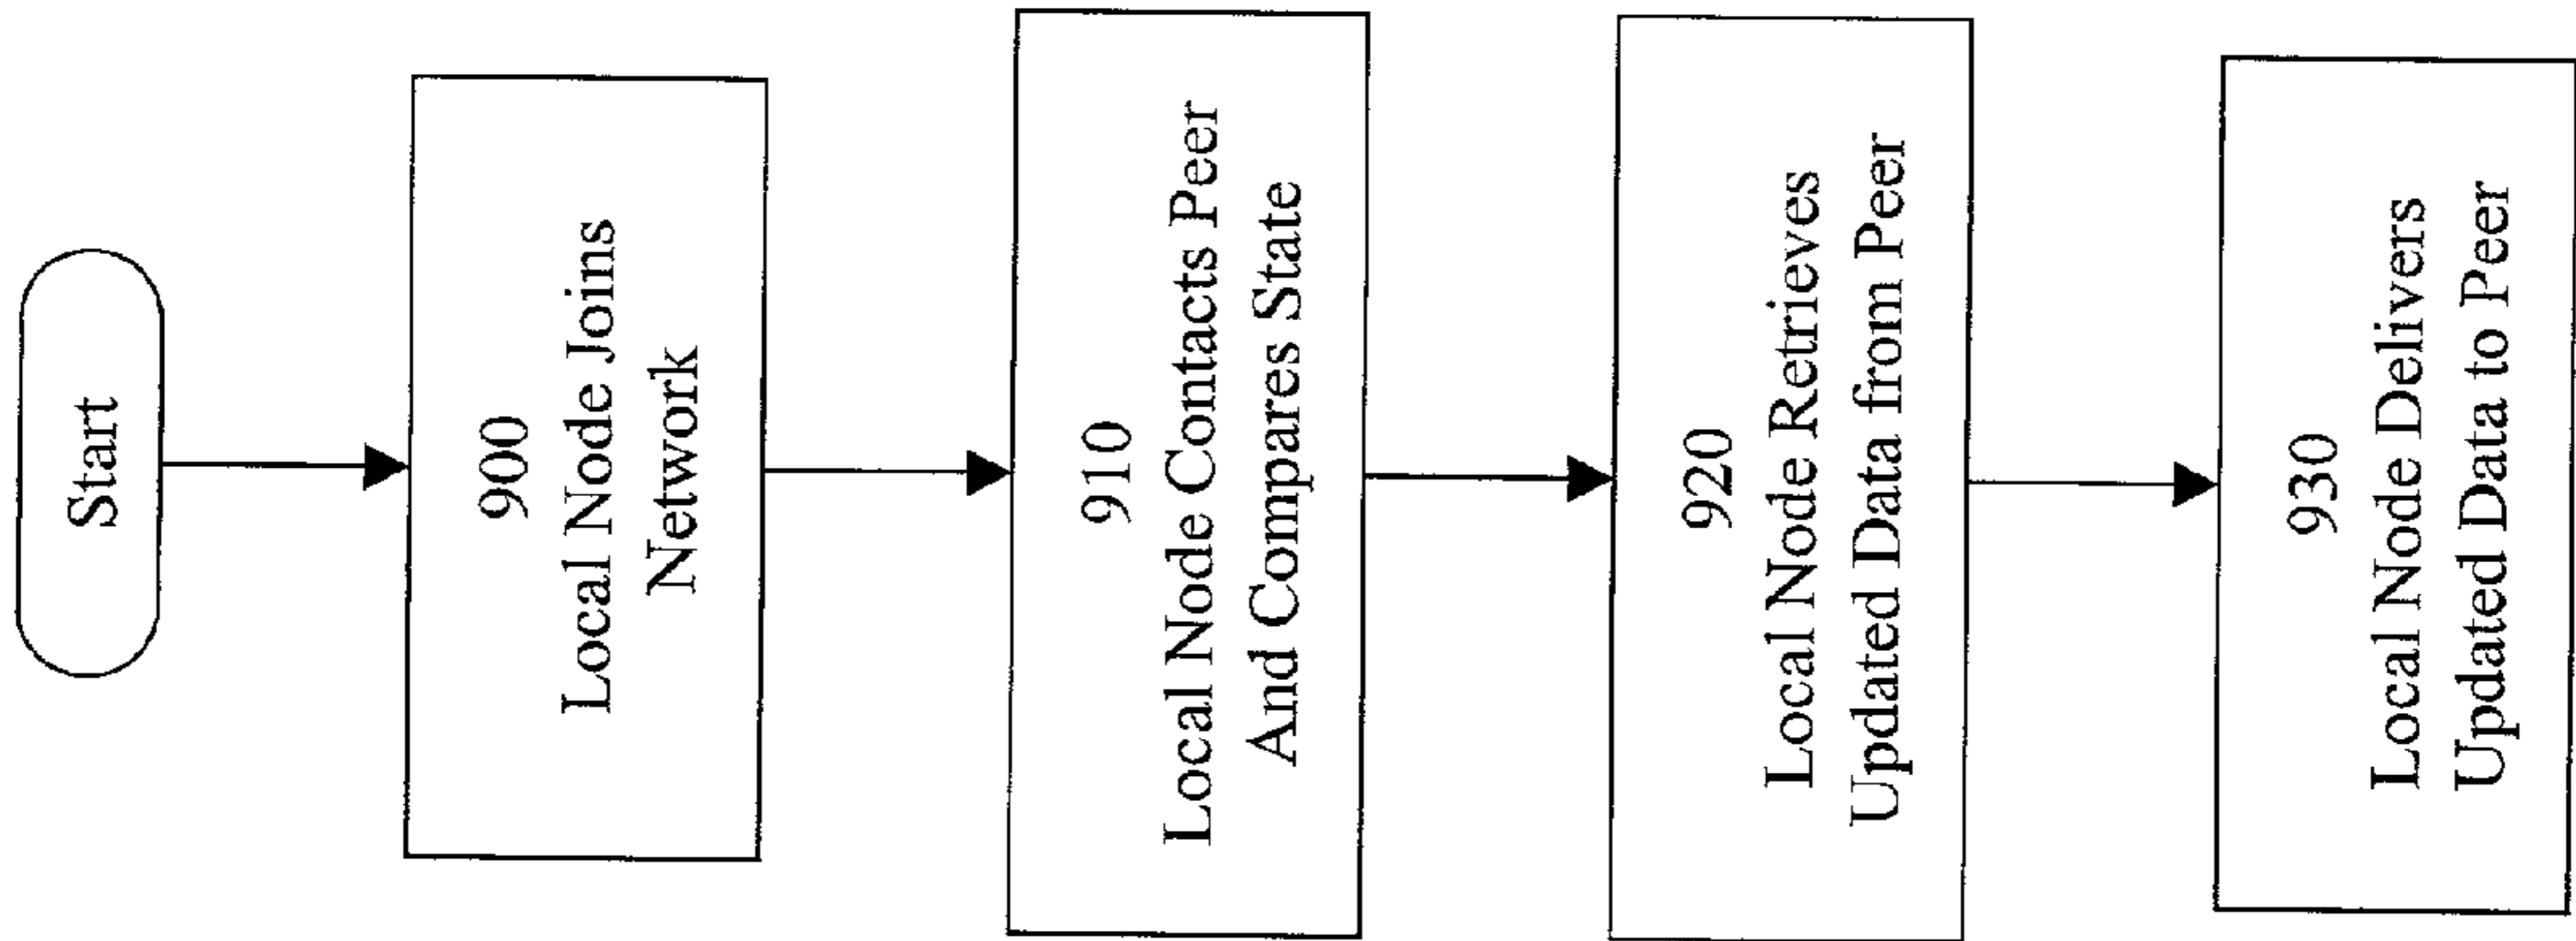 Start
900
Local Node Joins
Network
910
Local Node Contacts Peer
And Compares State
920
Local Node Retrieves
Updated Data from Peer
930
Local Node Delivers
Updated Data to Peer